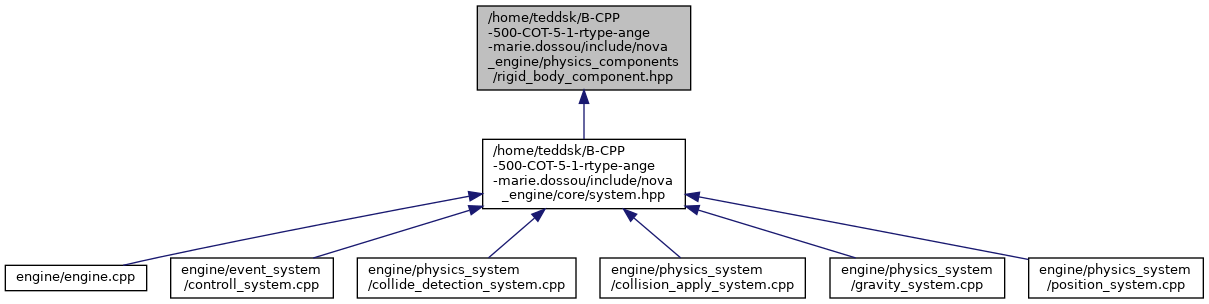 /home/teddsk/B-CPP
-500-COT-5-1-rtype-ange
-marie.dossou/include/nova
_engine/physics_components
/rigid_body_component.hpp
/home/teddsk/B-CPP
-500-COT-5-1-rtype-ange
-marie.dossou/include/nova
_engine/core/system.hpp
engine/engine.cpp
engine/event_system
/controll_system.cpp
engine/physics_system
/collide_detection_system.cpp
engine/physics_system
/collision_apply_system.cpp
engine/physics_system
/gravity_system.cpp
engine/physics_system
/position_system.cpp